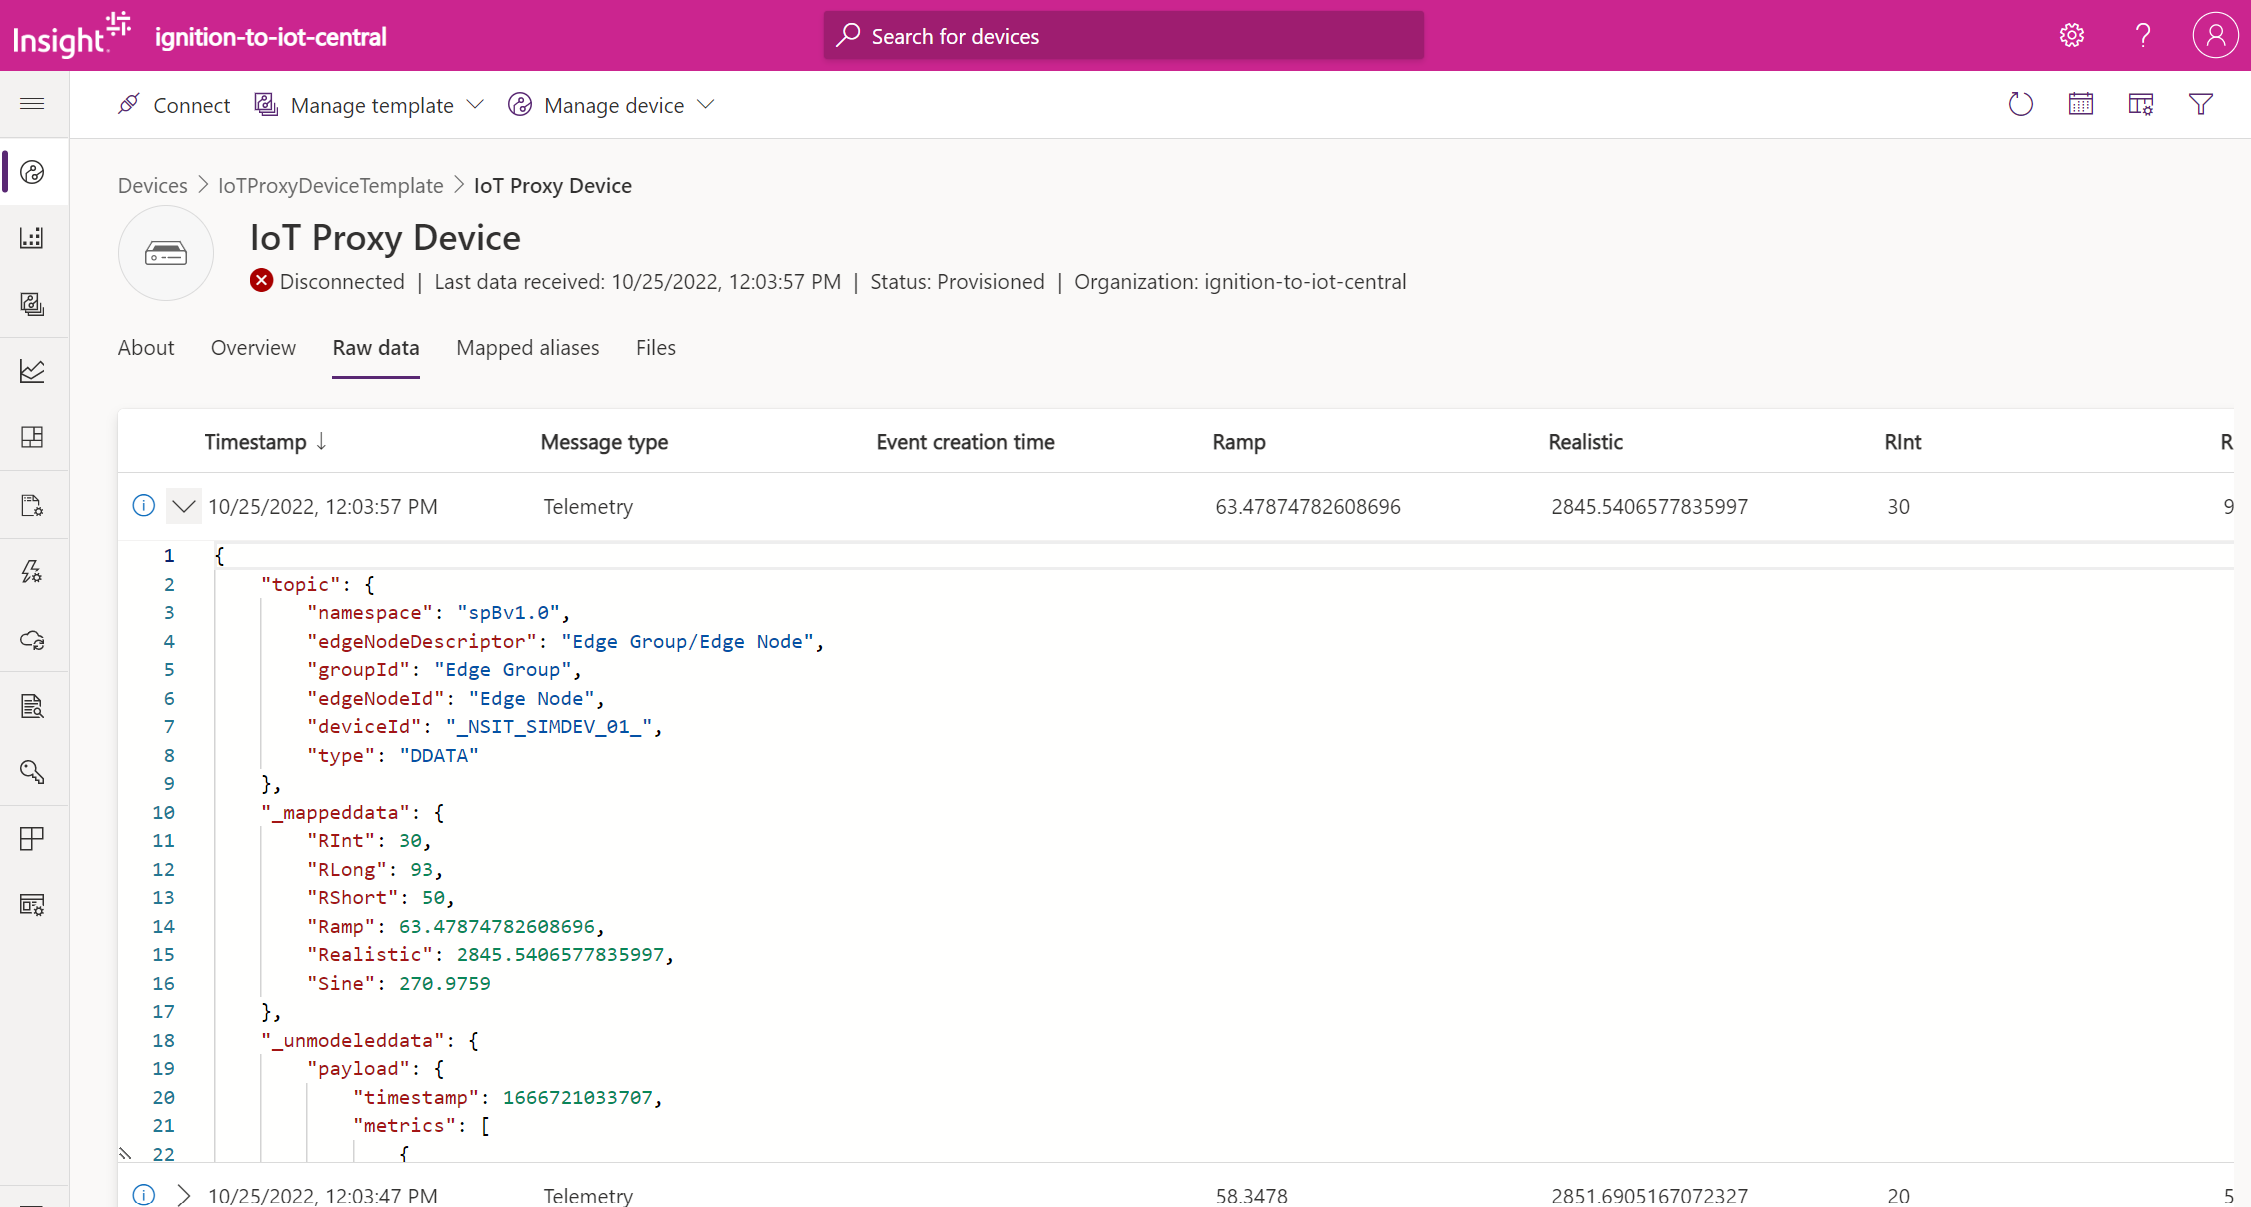 Insight. ignition-to-iot-central Search for devices
Connect Manage template Manage device
Devices > IoTProxyDeviceTemplate > IoT Proxy Device
IoT Proxy Device
Disconnected | Last data received: 10/25/2022, 12:03:57 PM | Status: Provisioned | Organization: ignition-to-iot-central
About Overview Raw data Mapped aliases Files
Timestamp ↓ Message type Event creation time Ramp Realistic RInt R
10/25/2022, 12:03:57 PM Telemetry 63.47874782608696 2845.5406577835997 30 9
1 {
2 "topic": {
3 "namespace": "spBv1.0",
4 "edgeNodeDescriptor": "Edge Group/Edge Node",
5 "groupId": "Edge Group",
6 "edgeNodeId": "Edge Node",
7 "deviceId": "_NSIT_SIMDEV_01_",
8 "type": "DDATA"
9 },
10 "_mappeddata": {
11 "RInt": 30,
12 "RLong": 93,
13 "RShort": 50,
14 "Ramp": 63.47874782608696,
15 "Realistic": 2845.5406577835997,
16 "Sine": 270.9759
17 },
18 "_unmodeleddata": {
19 "payload": {
20 "timestamp": 1666721033707,
21 "metrics": [
22 {
10/25/2022, 12:03:47 PM Telemetry 58.3478 2851.6905167072327 20 5